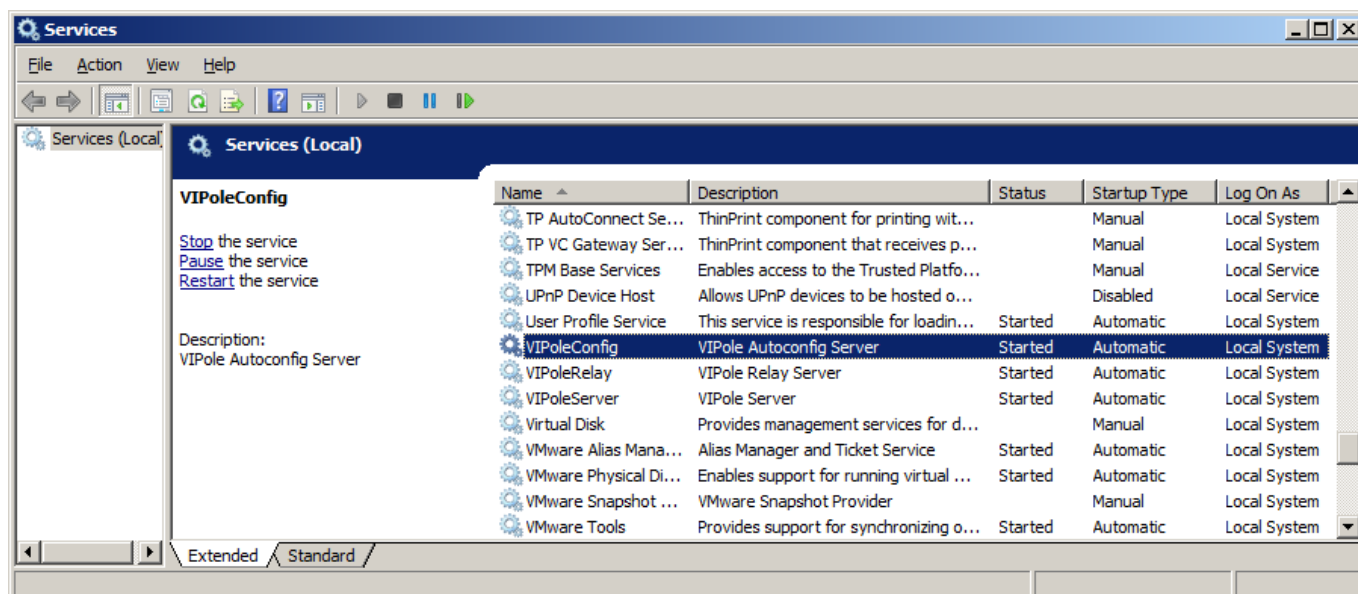 Services
File Action View Help
Services (Local)
Services (Local)
VIPoleConfig
Stop the service
Pause the service
Restart the service
Description:
VIPole Autoconfig Server
Name Description Status Startup Type Log On As
TP AutoConnect Se... ThinPrint component for printing wit... Manual Local System
TP VC Gateway Ser... ThinPrint component that receives p... Manual Local System
TPM Base Services Enables access to the Trusted Platfo... Manual Local Service
UPnP Device Host Allows UPnP devices to be hosted o... Disabled Local Service
User Profile Service This service is responsible for loadin... Started Automatic Local System
VIPoleConfig VIPole Autoconfig Server Started Automatic Local System
VIPoleRelay VIPole Relay Server Started Automatic Local System
VIPoleServer VIPole Server Started Automatic Local System
Virtual Disk Provides management services for d... Manual Local System
VMware Alias Mana... Alias Manager and Ticket Service Started Automatic Local System
VMware Physical Di... Enables support for running virtual ... Started Automatic Local System
VMware Snapshot ... VMware Snapshot Provider Manual Local System
VMware Tools Provides support for synchronizing o... Started Automatic Local System
Extended Standard